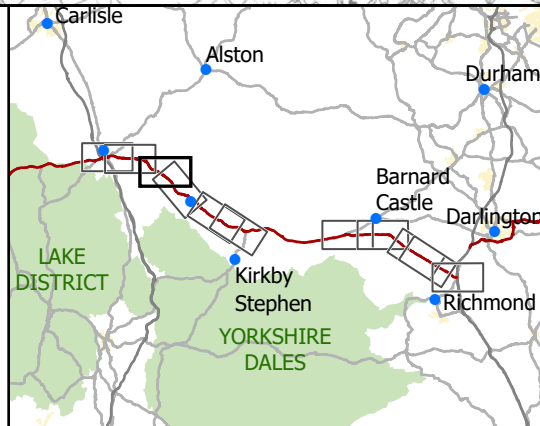 Carlisle
Alston
Durham
Barnard
Castle
Darlington
LAKE
DISTRICT
Kirkby
Stephen
Richmond
YORKSHIRE
DALES